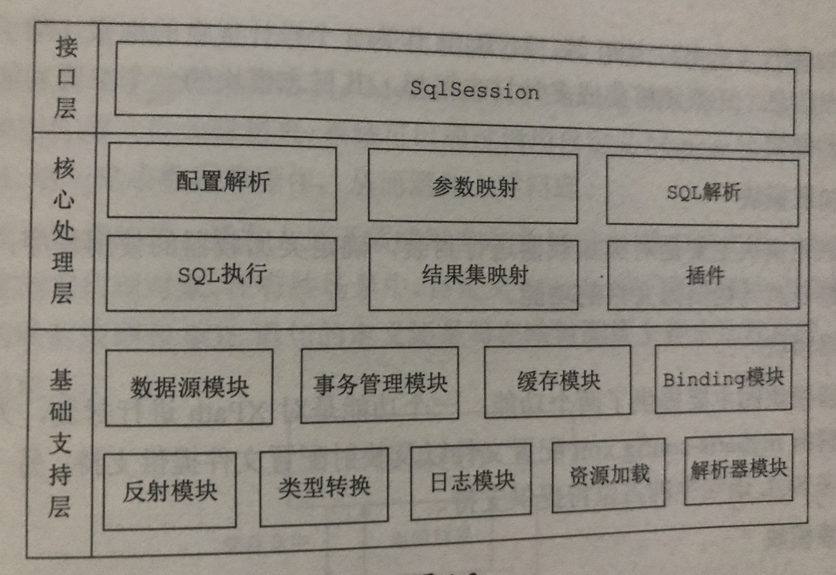 接口层
SqlSession
核心处理层
配置解析
参数映射
SQL解析
SQL执行
结果集映射
插件
基础支持层
数据源模块
事务管理模块
缓存模块
Binding模块
反射模块
类型转换
日志模块
资源加载
解析器模块